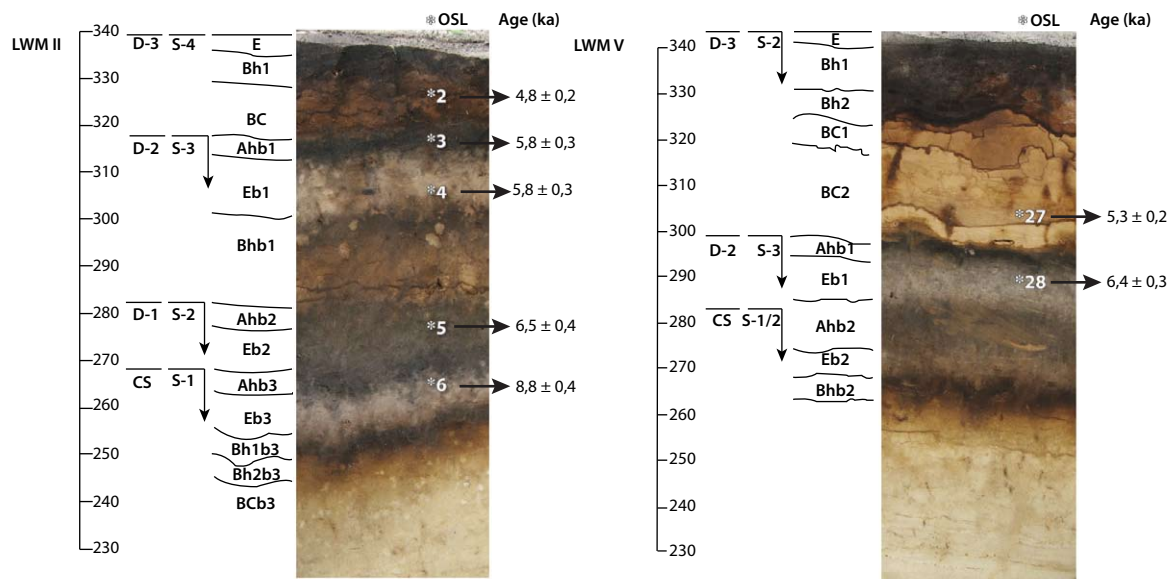 LWM II
OSL Age (ka)
340
330
320
310
300
290
280
270
260
250
240
230
D-3 S-4
D-2 S-3
D-1 S-2
CS S-1
E
Bh1
BC
Ahb1
Eb1
Bhb1
Ahb2
Eb2
Ahb3
Eb3
Bh1b3
Bh2b3
BCb3
*2 4,8 ± 0,2
*3 5,8 ± 0,3
*4 5,8 ± 0,3
*5 6,5 ± 0,4
*6 8,8 ± 0,4
LWM V
OSL Age (ka)
340
330
320
310
300
290
280
270
260
250
240
230
D-3 S-2
D-2 S-3
CS S-1/2
E
Bh1
Bh2
BC1
BC2
Ahb1
Eb1
Ahb2
Eb2
Bhb2
*27 5,3 ± 0,2
*28 6,4 ± 0,3